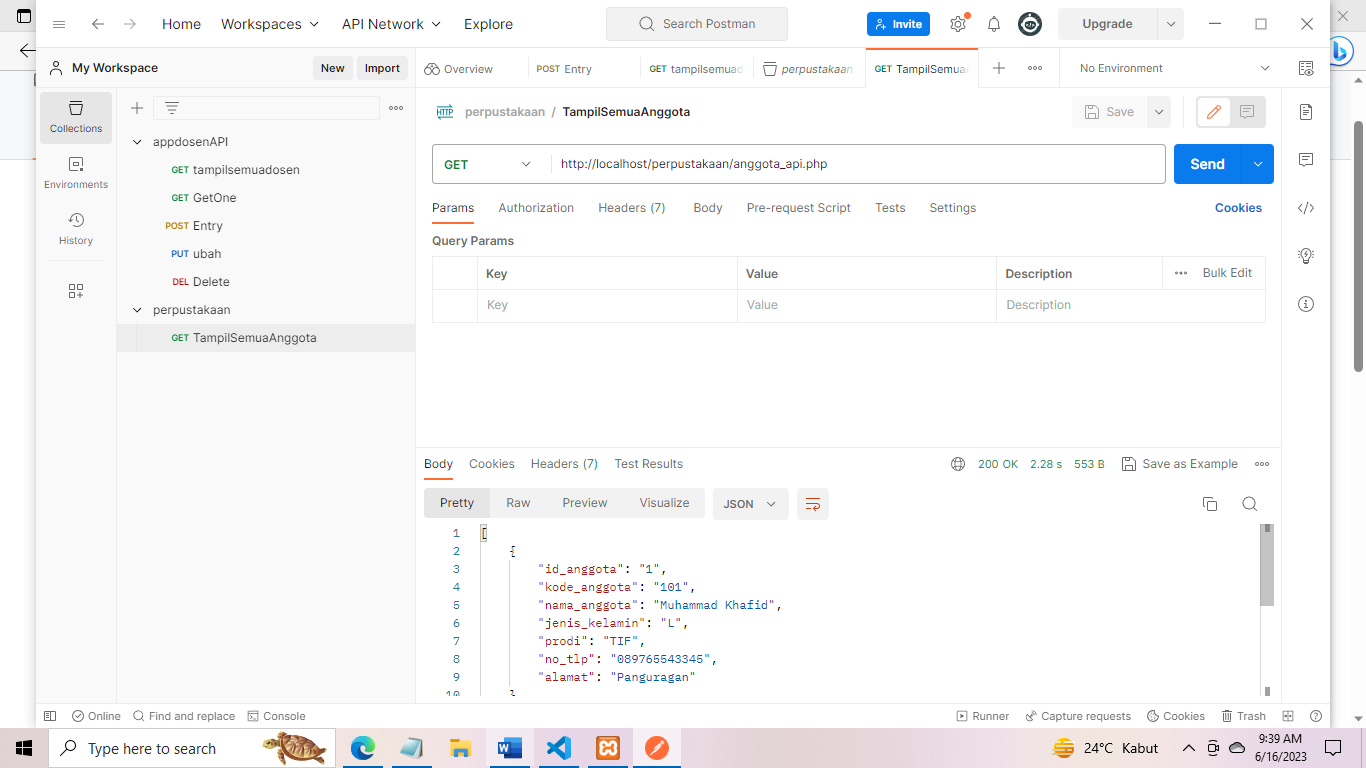 Home Workspaces API Network Explore Search Postman Invite Upgrade
My Workspace New Import Overview POST Entry GET tampilsemuad perpustakaan GET TampilSemuaA No Environment
Collections
Environments
History
appdosenAPI
GET tampilsemuadosen
GET GetOne
POST Entry
PUT ubah
DEL Delete
perpustakaan
GET TampilSemuaAnggota
HTTP perpustakaan / TampilSemuaAnggota Save
GET http://localhost/perpustakaan/anggota_api.php Send
Params Authorization Headers (7) Body Pre-request Script Tests Settings Cookies
Query Params
Key Value Description Bulk Edit
Key Value Description
Body Cookies Headers (7) Test Results 200 OK 2.28 s 553 B Save as Example
Pretty Raw Preview Visualize JSON
1 [
2 {
3 "id_anggota": "1",
4 "kode_anggota": "101",
5 "nama_anggota": "Muhammad Khafid",
6 "jenis_kelamin": "L",
7 "prodi": "TIF",
8 "no_tlp": "089765543345",
9 "alamat": "Panguragan"
10 },
Online Find and replace Console Runner Capture requests Cookies Trash
Type here to search 24°C Kabut 9:39 AM
6/16/2023